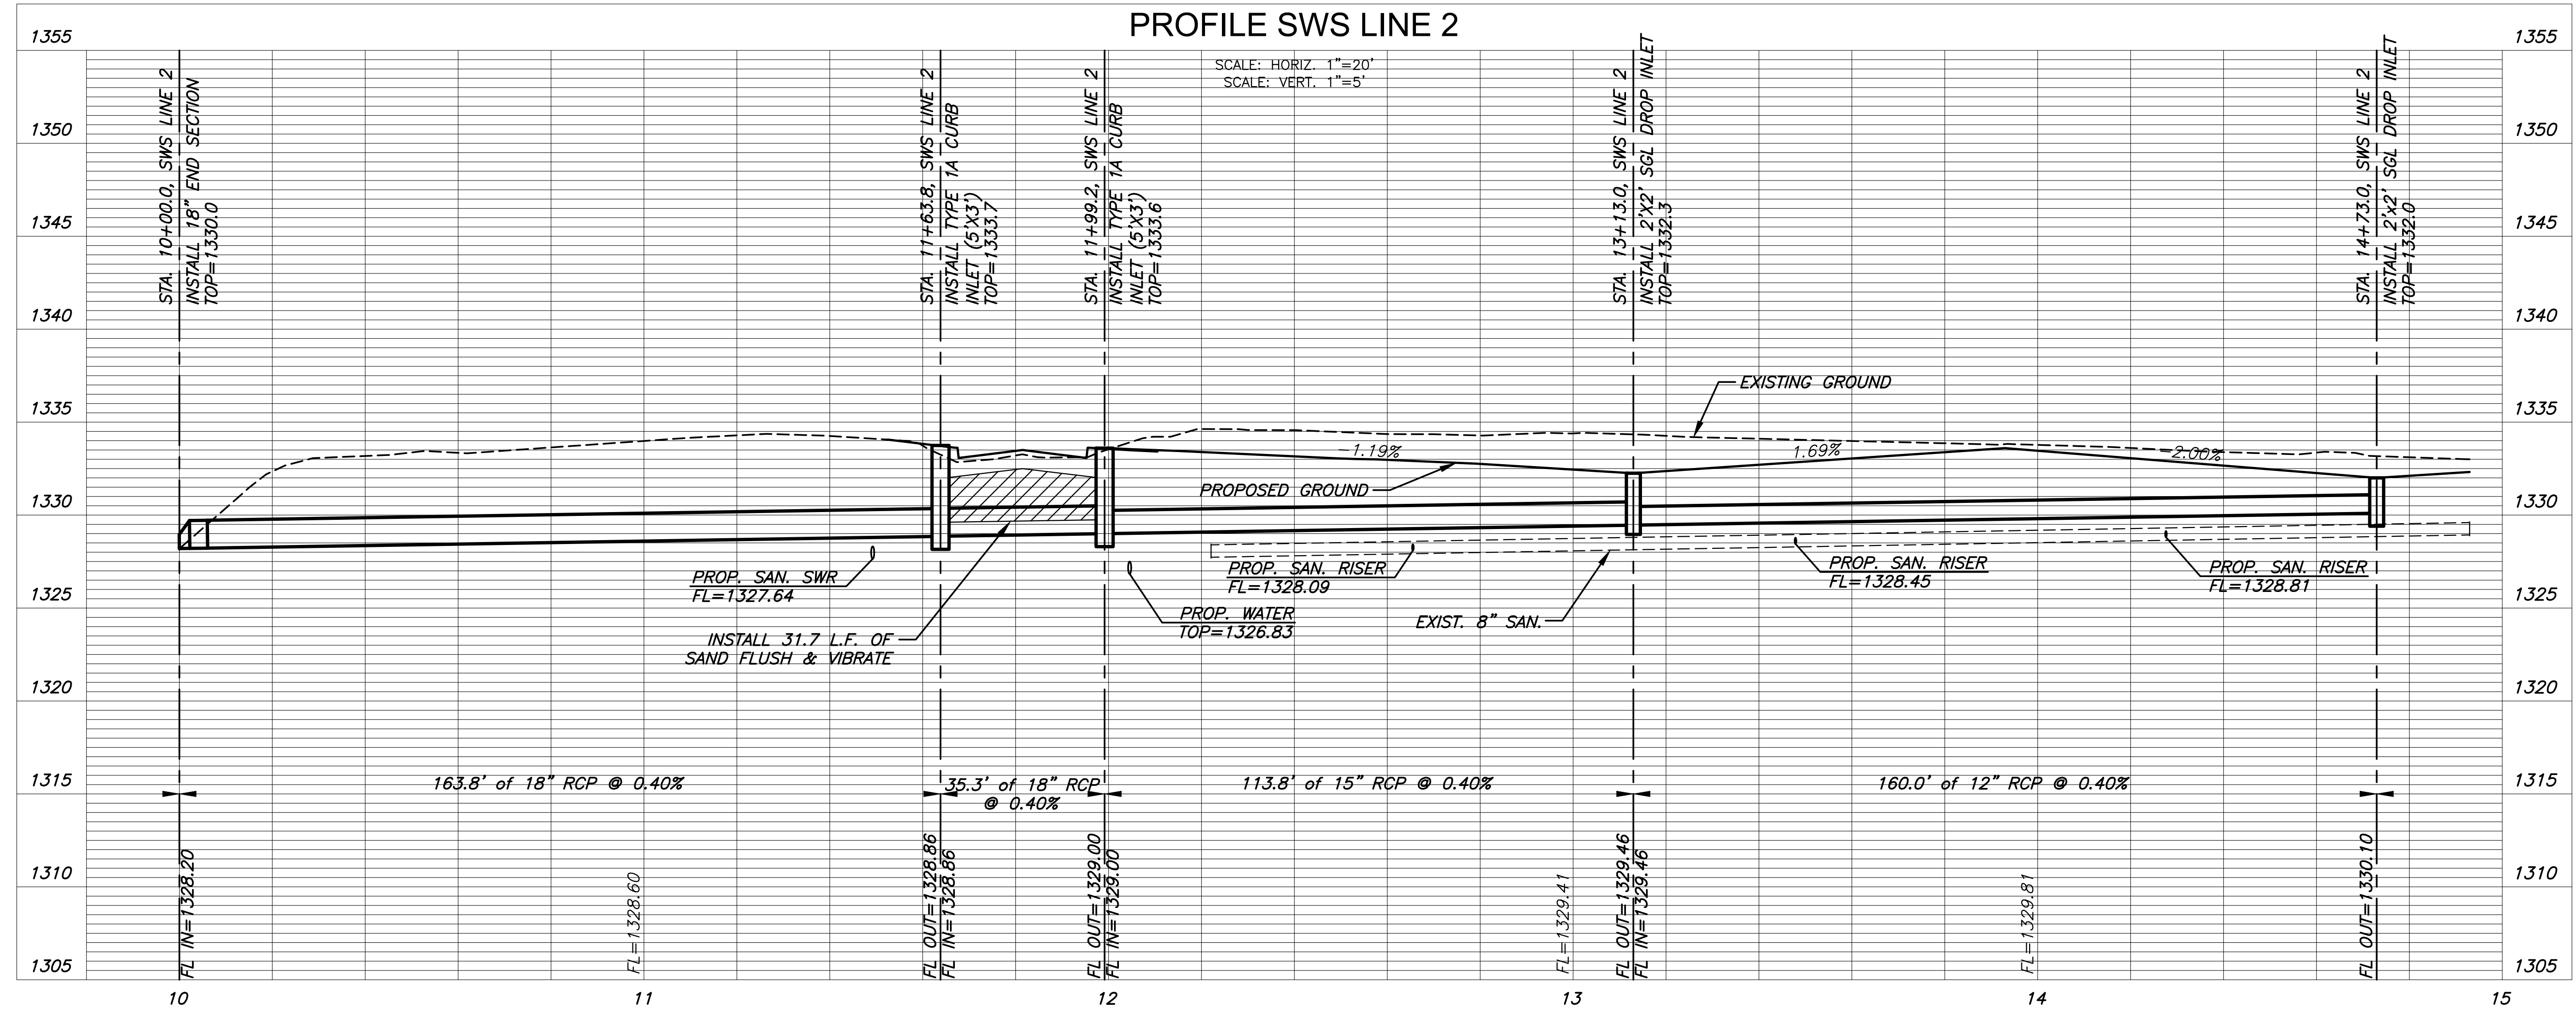 PROFILE SWS LINE 2
SCALE: HORIZ. 1"=20'
SCALE: VERT. 1"=5'
1355
1350
1345
1340
1335
1330
1325
1320
1315
1310
1305
1355
1350
1345
1340
1335
1330
1325
1320
1315
1310
1305
STA. 10+00.0, SWS LINE 2
INSTALL 18" END SECTION
TOP=1330.0
STA. 11+63.8, SWS LINE 2
INSTALL TYPE 1A CURB
INLET (5'X3')
TOP=1333.7
STA. 11+99.2, SWS LINE 2
INSTALL TYPE 1A CURB
INLET (5'X3')
TOP=1333.6
STA. 13+13.0, SWS LINE 2
INSTALL 2'X2' SGL DROP INLET
TOP=1332.3
STA. 14+73.0, SWS LINE 2
INSTALL 2'X2' SGL DROP INLET
TOP=1332.0
EXISTING GROUND
-1.19%
1.69%
-2.00%
PROPOSED GROUND
PROP. SAN. SWR
FL=1327.64
INSTALL 31.7 L.F. OF
SAND FLUSH & VIBRATE
PROP. WATER
TOP=1326.83
PROP. SAN. RISER
FL=1328.09
EXIST. 8" SAN.
PROP. SAN. RISER
FL=1328.45
PROP. SAN. RISER
FL=1328.81
163.8' of 18" RCP @ 0.40%
35.3' of 18" RCP
@ 0.40%
113.8' of 15" RCP @ 0.40%
160.0' of 12" RCP @ 0.40%
FL IN=1328.20
FL=1328.60
FL OUT=1328.86
FL IN=1328.86
FL OUT=1329.00
FL IN=1329.00
FL=1329.41
FL OUT=1329.46
FL IN=1329.46
FL=1329.81
FL OUT=1330.10
10
11
12
13
14
15